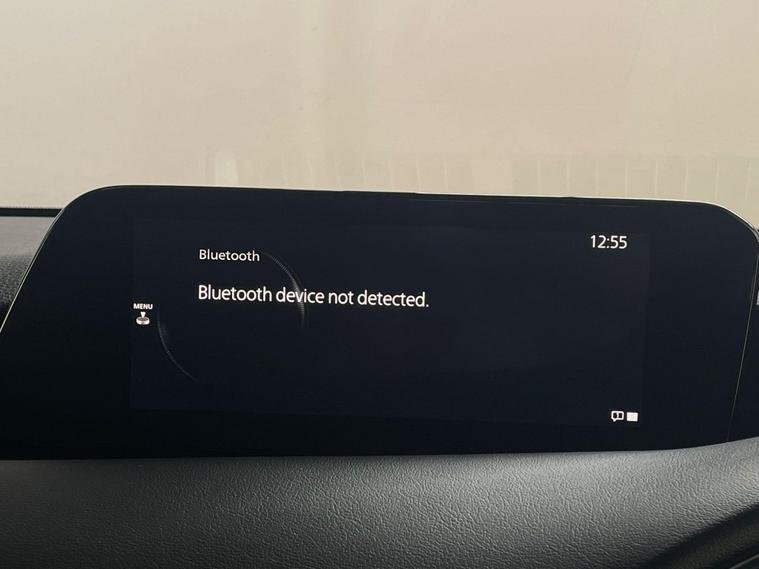 12:55
Bluetooth
Bluetooth device not detected.
MENU